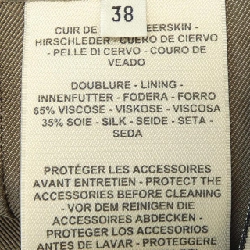 38
CUIR DE CERF - DEERSKIN -
HIRSCHLEDER - CUERO DE CIERVO
- PELLE DI CERVO - COURO DE
VEADO
DOUBLURE - LINING -
INNENFUTTER - FODERA - FORRO
65% VISCOSE - VISKOSE - VISCOSA
35% SOIE - SILK - SEIDE - SETA -
SEDA
PROTÉGER LES ACCESSOIRES
AVANT ENTRETIEN - PROTECT THE
ACCESSORIES BEFORE CLEANING
- VOR DEM REINIGEN DIE
ACCESSOIRES ABDECKEN -
PROTEGER LOS ACCESORIOS
ANTES DE LAVAR - PROTEGGERE